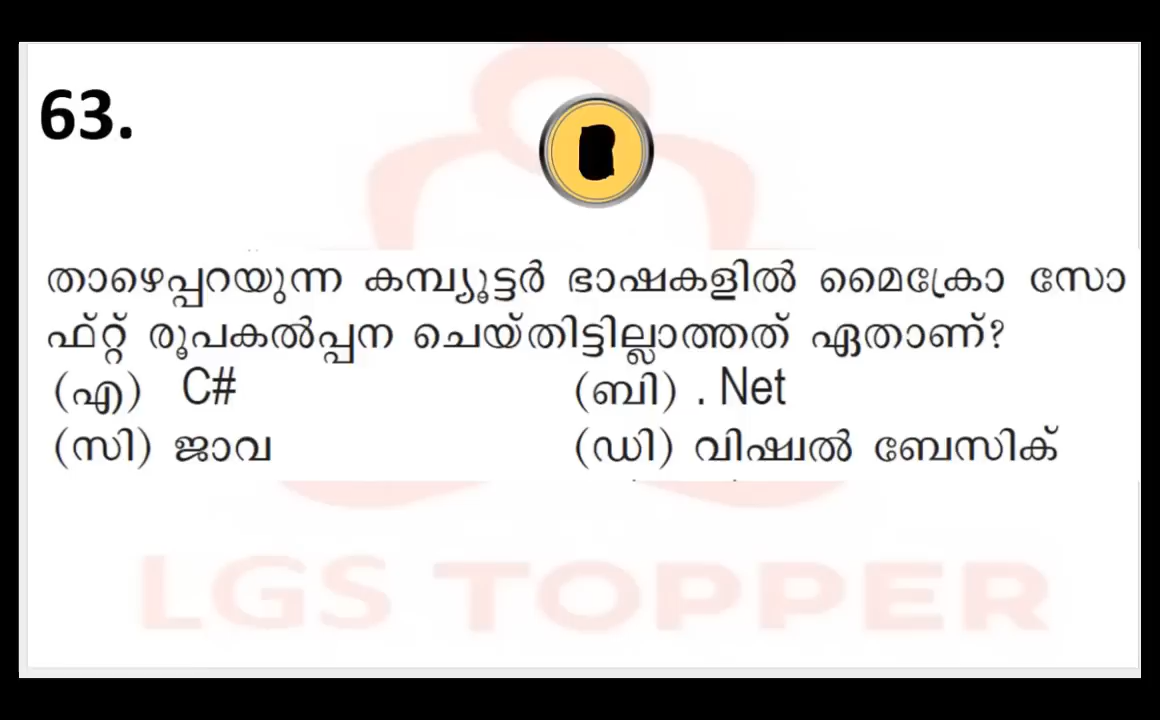 63.
താഴെപ്പറയുന്ന കമ്പ്യൂട്ടർ ഭാഷകളിൽ മൈക്രോ സോ
ഫ്റ്റ് രൂപകൽപ്പന ചെയ്തിട്ടില്ലാത്തത് ഏതാണ്?
(എ) C# (ബി) . Net
(സി) ജാവ (ഡി) വിഷ്വൽ ബേസിക്
LGS TOPPER